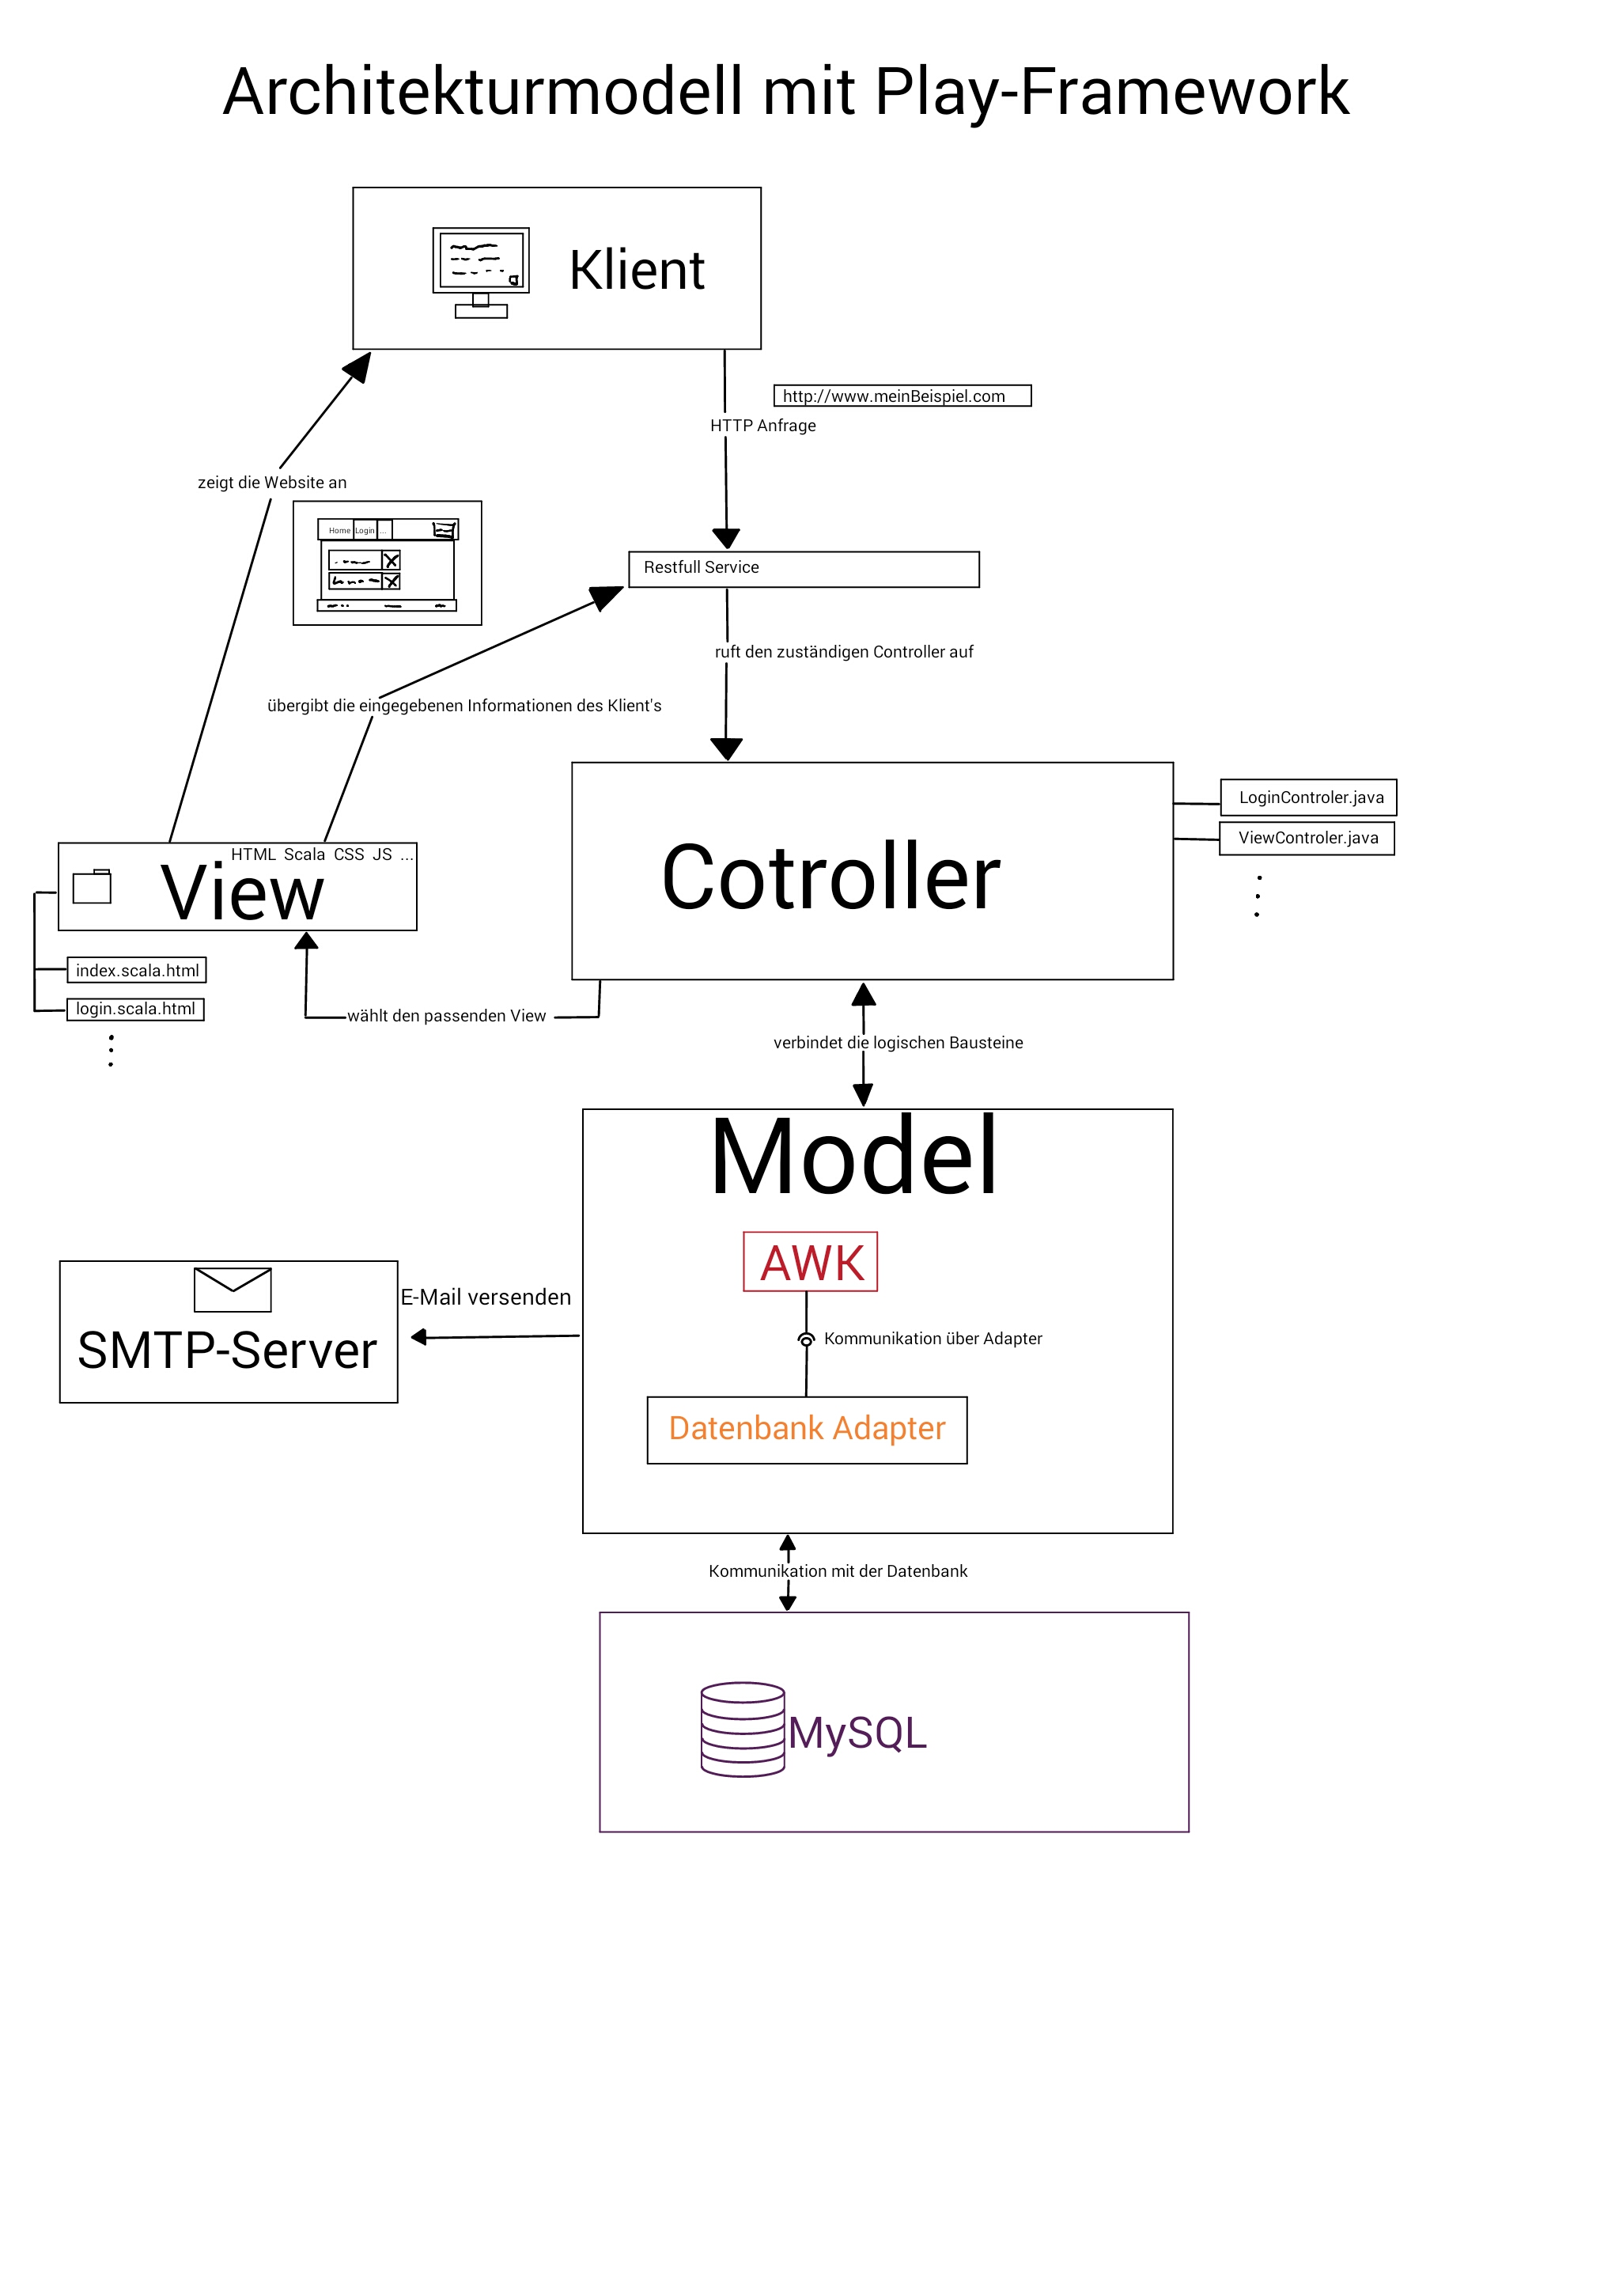 Architekturmodell mit Play-Framework
Klient
http://www.meinBeispiel.com
HTTP Anfrage
zeigt die Website an
Home Login ...
Restfull Service
ruft den zuständigen Controller auf
übergibt die eingegebenen Informationen des Klient's
LoginControler.java
ViewControler.java
Cotroller
HTML Scala CSS JS ...
View
index.scala.html
login.scala.html
wählt den passenden View
verbindet die logischen Bausteine
Model
AWK
E-Mail versenden
SMTP-Server
Kommunikation über Adapter
Datenbank Adapter
Kommunikation mit der Datenbank
MySQL